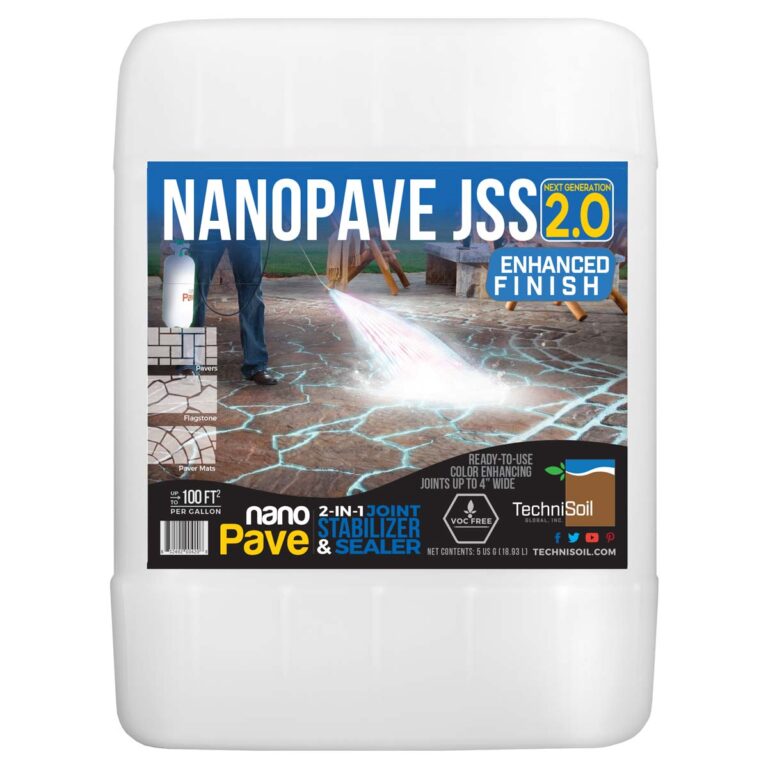 NANOPAVE JSS
NEXT GENERATION
2.0
ENHANCED
FINISH
Pa
Pavers
Flagstone
Paver Mats
READY-TO-USE
COLOR ENHANCING
JOINTS UP TO 4" WIDE
UP TO 100 FT²
PER GALLON
nano
Pave
2-IN-1 JOINT
STABILIZER
& SEALER
VOC FREE
TechniSoil
GLOBAL, INC.
NET CONTENTS: 5 US G (18.93 L)
TECHNISOIL.COM